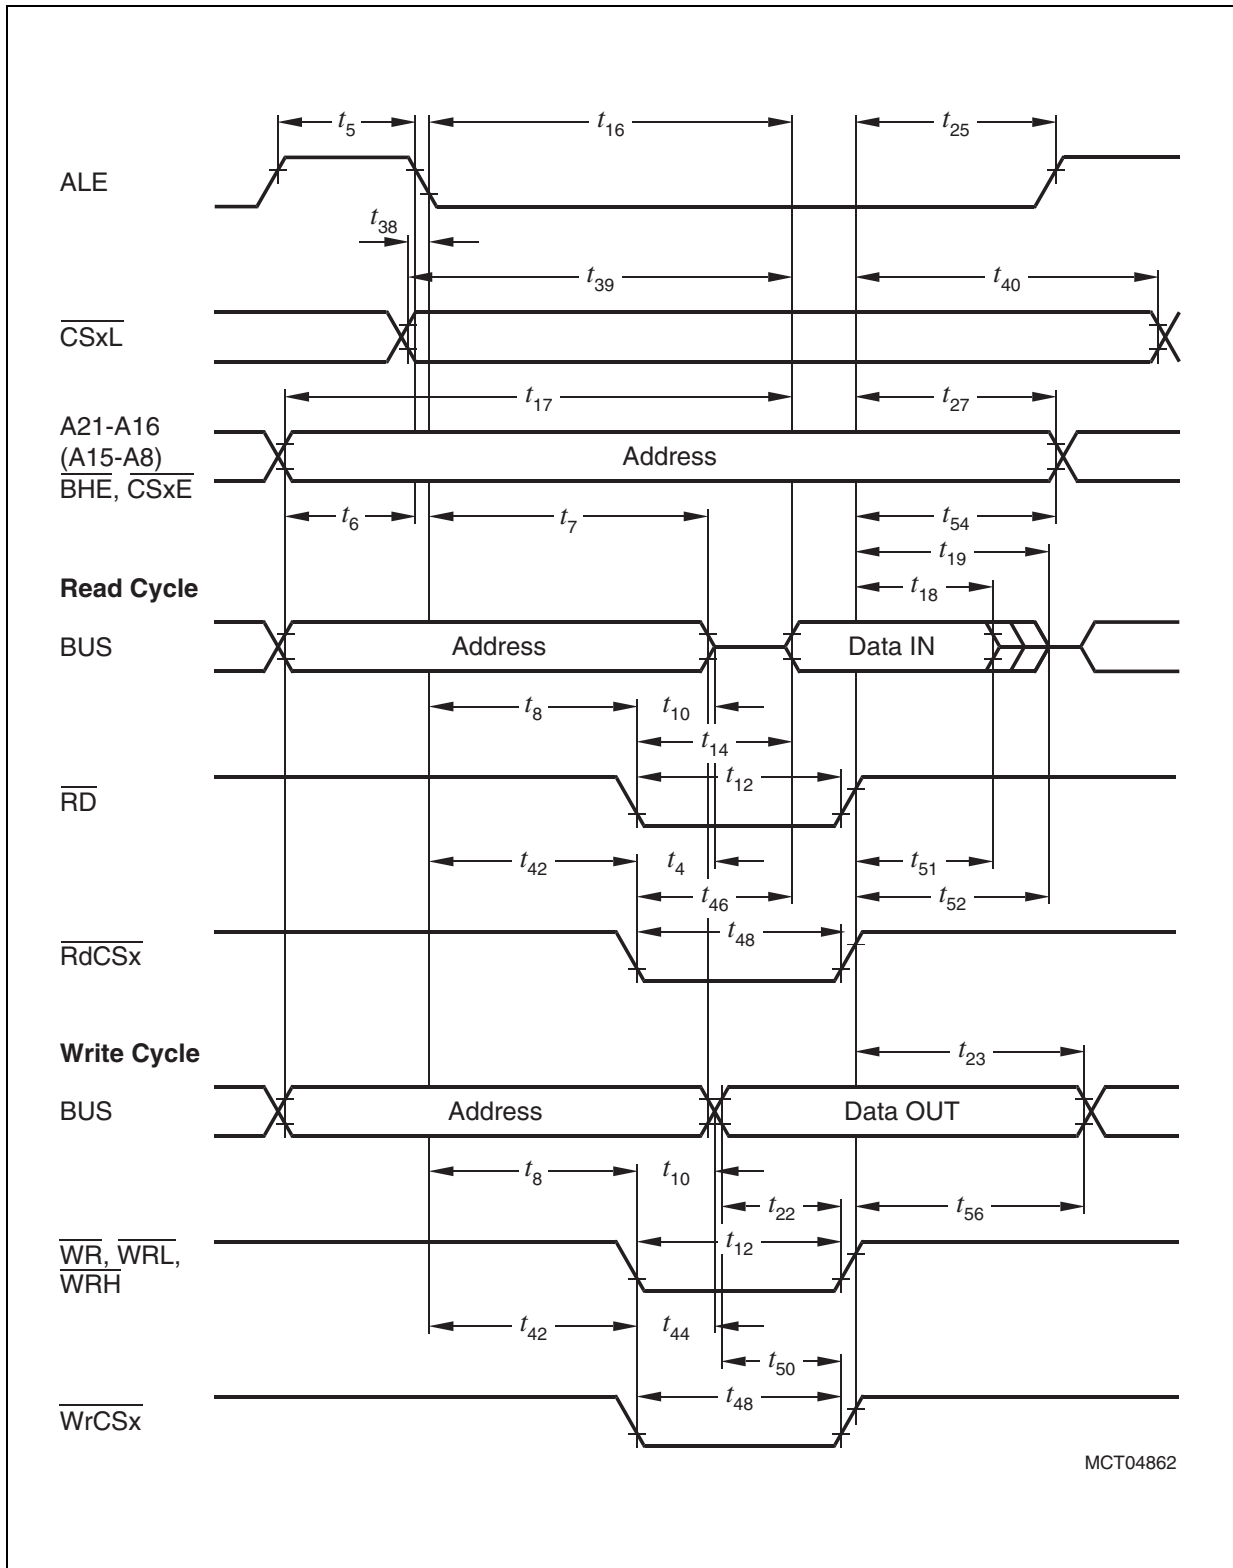 t5 t16 t25
ALE
t38
t39 t40
CSxL
t17 t27
A21-A16
(A15-A8)
BHE, CSxE
Address
t6 t7 t54
t19
Read Cycle
t18
BUS Address Data IN
t8 t10
t14
t12
RD
t42 t4 t51
t46 t52
t48
RdCSx
Write Cycle
t23
BUS Address Data OUT
t8 t10
t22 t56
t12
WR, WRL,
WRH
t42 t44
t50
t48
WrCSx
MCT04862